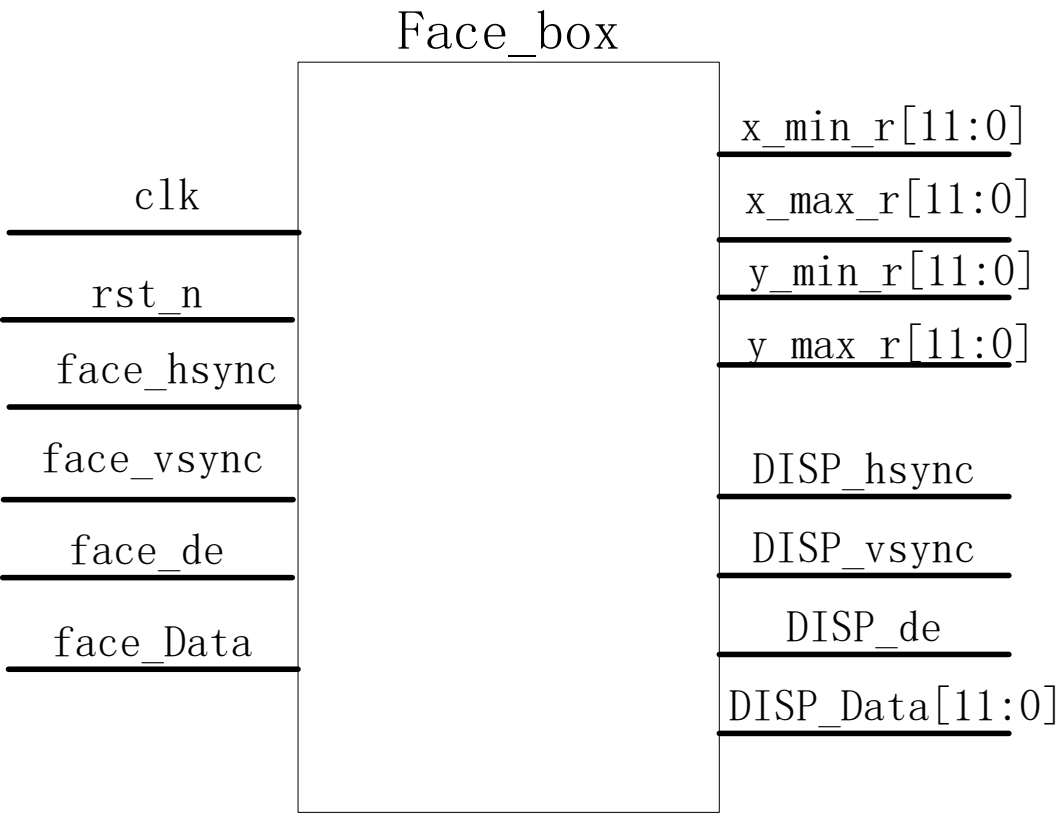 Face_box
clk
rst_n
face_hsync
face_vsync
face_de
face_Data
x_min_r[11:0]
x_max_r[11:0]
y_min_r[11:0]
y_max_r[11:0]
DISP_hsync
DISP_vsync
DISP_de
DISP_Data[11:0]